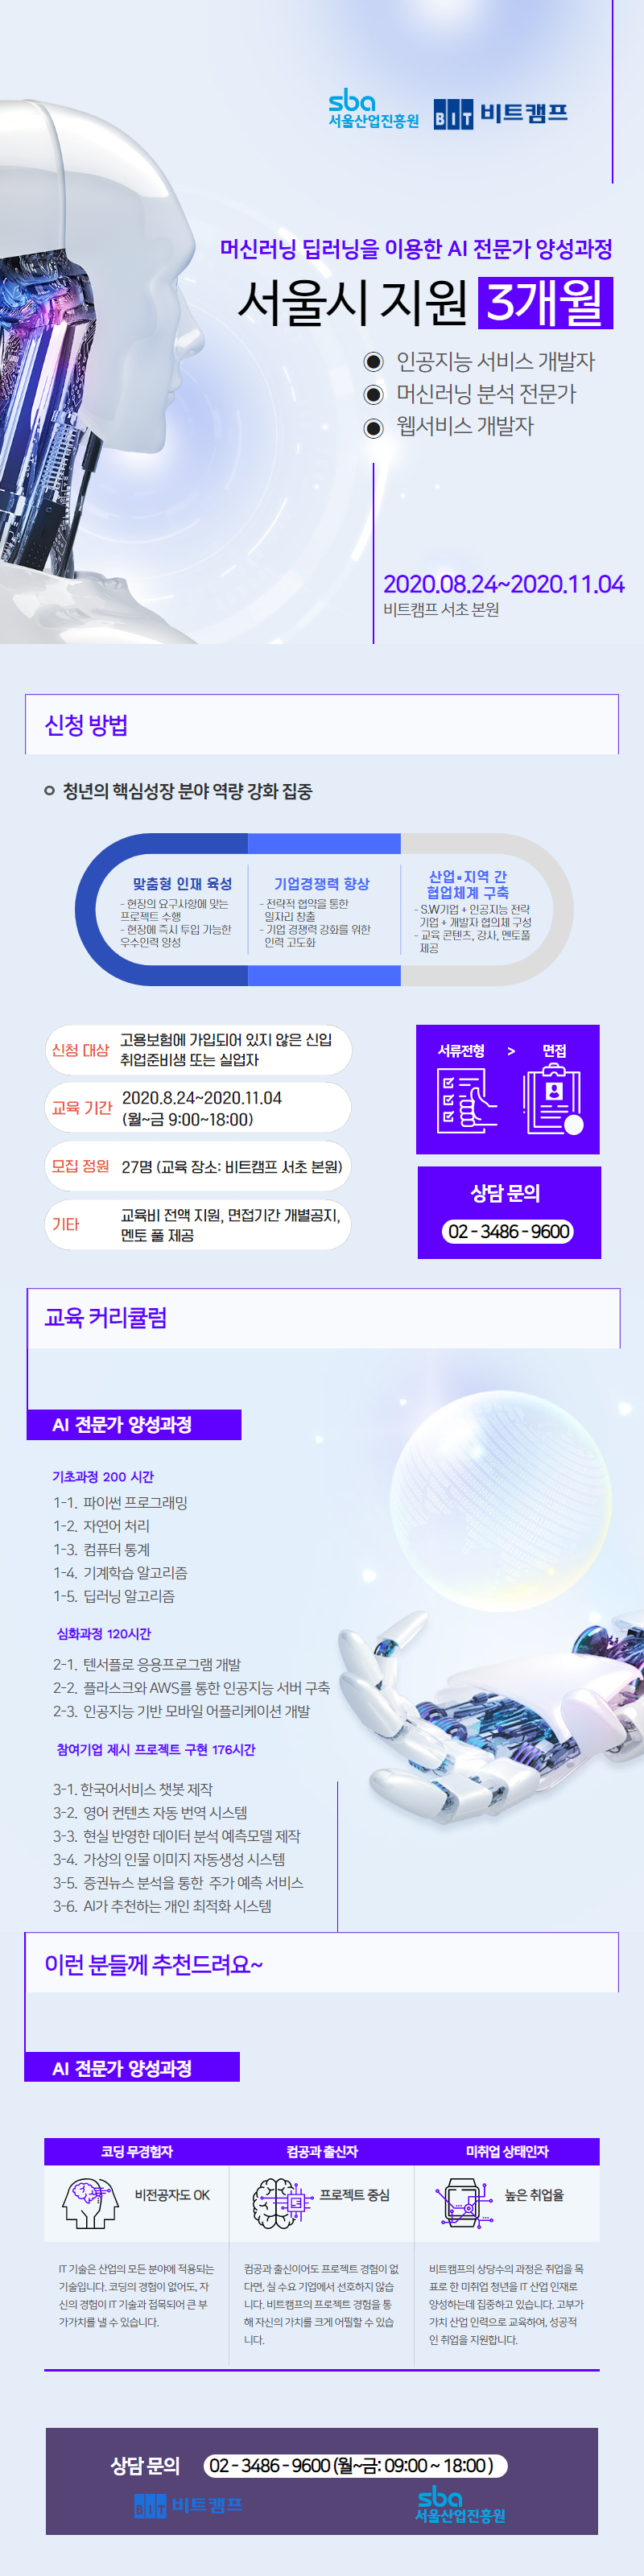 sba
서울산업진흥원
BIT 비트캠프
머신러닝 딥러닝을 이용한 AI 전문가 양성과정
서울시 지원 3개월
인공지능 서비스 개발자
머신러닝 분석 전문가
웹서비스 개발자
2020.08.24~2020.11.04
비트캠프 서초 본원
신청 방법
청년의 핵심성장 분야 역량 강화 집중
맞춤형 인재 육성
- 현장의 요구사항에 맞는
프로젝트 수행
- 현장에 즉시 투입 가능한
우수인력 양성
기업경쟁력 향상
- 전략적 협약을 통한
일자리 창출
- 기업 경쟁력 강화를 위한
인력 고도화
산업▪지역 간
협업체계 구축
- S.W기업 + 인공지능 전략
기업 + 개발자 협의체 구성
- 교육 콘텐츠, 강사, 멘토풀
제공
신청 대상 고용보험에 가입되어 있지 않은 신입
취업준비생 또는 실업자
교육 기간 2020.8.24~2020.11.04
(월~금 9:00~18:00)
모집 정원 27명 (교육 장소: 비트캠프 서초 본원)
기타 교육비 전액 지원, 면접기간 개별공지,
멘토 풀 제공
서류전형 > 면접
상담 문의
02 - 3486 - 9600
교육 커리큘럼
AI 전문가 양성과정
기초과정 200 시간
1-1. 파이썬 프로그래밍
1-2. 자연어 처리
1-3. 컴퓨터 통계
1-4. 기계학습 알고리즘
1-5. 딥러닝 알고리즘
심화과정 120시간
2-1. 텐서플로 응용프로그램 개발
2-2. 플라스크와 AWS를 통한 인공지능 서버 구축
2-3. 인공지능 기반 모바일 어플리케이션 개발
참여기업 제시 프로젝트 구현 176시간
3-1. 한국어서비스 챗봇 제작
3-2. 영어 컨텐츠 자동 번역 시스템
3-3. 현실 반영한 데이터 분석 예측모델 제작
3-4. 가상의 인물 이미지 자동생성 시스템
3-5. 증권뉴스 분석을 통한 주가 예측 서비스
3-6. AI가 추천하는 개인 최적화 시스템
이런 분들께 추천드려요~
AI 전문가 양성과정
코딩 무경험자
비전공자도 OK
IT 기술은 산업의 모든 분야에 적용되는
기술입니다. 코딩의 경험이 없어도, 자
신의 경험이 IT 기술과 접목되어 큰 부
가가치를 낼 수 있습니다.
컴공과 출신자
프로젝트 중심
컴공과 출신이어도 프로젝트 경험이 없
다면, 실 수요 기업에서 선호하지 않습
니다. 비트캠프의 프로젝트 경험을 통
해 자신의 가치를 크게 어필할 수 있습
니다.
미취업 상태인자
높은 취업율
비트캠프의 상당수의 과정은 취업을 목
표로 한 미취업 청년을 IT 산업 인재로
양성하는데 집중하고 있습니다. 고부가
가치 산업 인력으로 교육하여, 성공적
인 취업을 지원합니다.
상담 문의 02 - 3486 - 9600 (월~금: 09:00 ~ 18:00 )
BIT 비트캠프
sba
서울산업진흥원